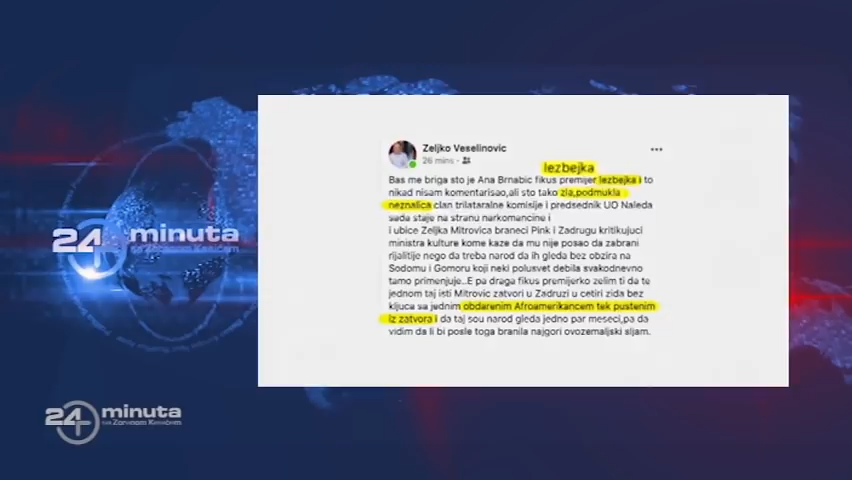 Zeljko Veselinovic
26 mins
lezbejka
Bas me briga sto je Ana Brnabic fikus premijer lezbejka i to
nikad nisam komentarisao,ali sto tako zla,podmukla
neznalica clan trilataralne komisije i predsednik UO Naleda
sada staje na stranu narkomancine i
i ubice Zeljka Mitrovica braneci Pink i Zadrugu kritikujuci
ministra kulture kome kaze da mu nije posao da zabrani
rijalitije nego da treba narod da ih gleda bez obzira na
Sodomu i Gomoru koji neki polusvet debila svakodnevno
tamo primenjuje..E pa draga fikus premijerko zelim ti da te
jednom taj isti Mitrovic zatvori u Zadruzi u cetiri zida bez
kljuca sa jednim obdarenim Afroamerikancem tek pustenim
iz zatvora i da taj sou narod gleda jedno par meseci,pa da
vidim da li bi posle toga branila najgori ovozemaljski sljam.
24 minuta
sa Zoranom Kesićem
24 minuta
sa Zoranom Kesićem